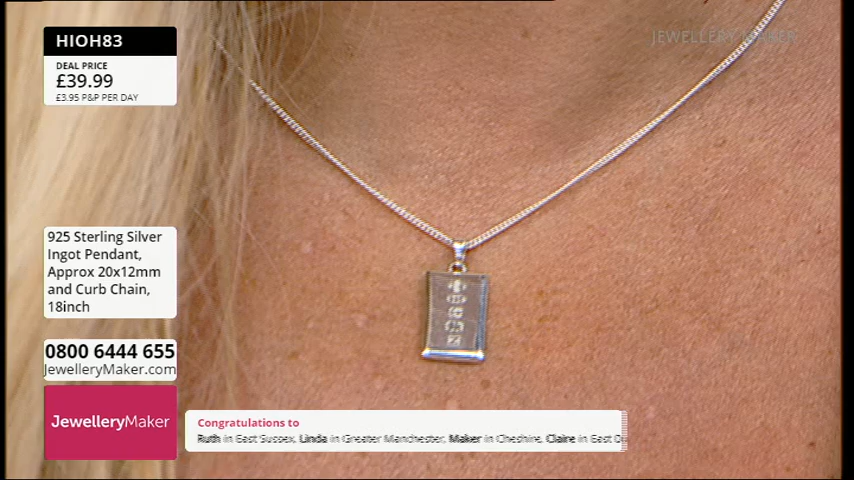 HIOH83
JEWELLERY MAKER
DEAL PRICE
£39.99
£3.95 P&P PER DAY
925 Sterling Silver
Ingot Pendant,
Approx 20x12mm
and Curb Chain,
18inch
0800 6444 655
JewelleryMaker.com
JewelleryMaker
Congratulations to
Ruth in East Sussex, Linda in Greater Manchester, Maker in Cheshire, Claire in East